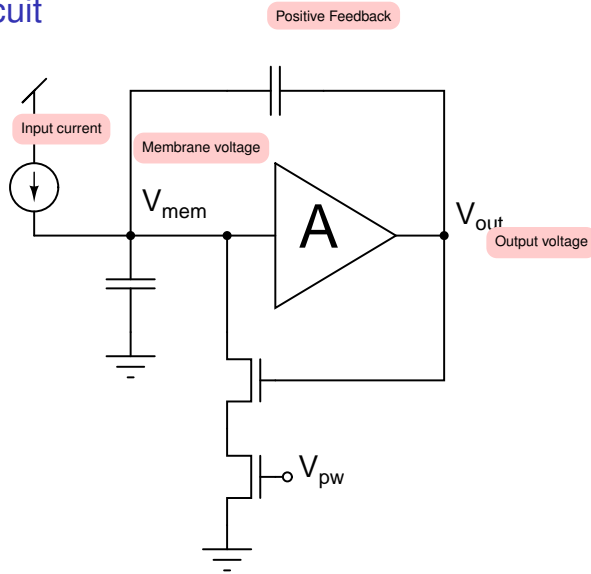 cuit
Positive Feedback
Input current
Membrane voltage
Vmem
A
Vout
Output voltage
Vpw